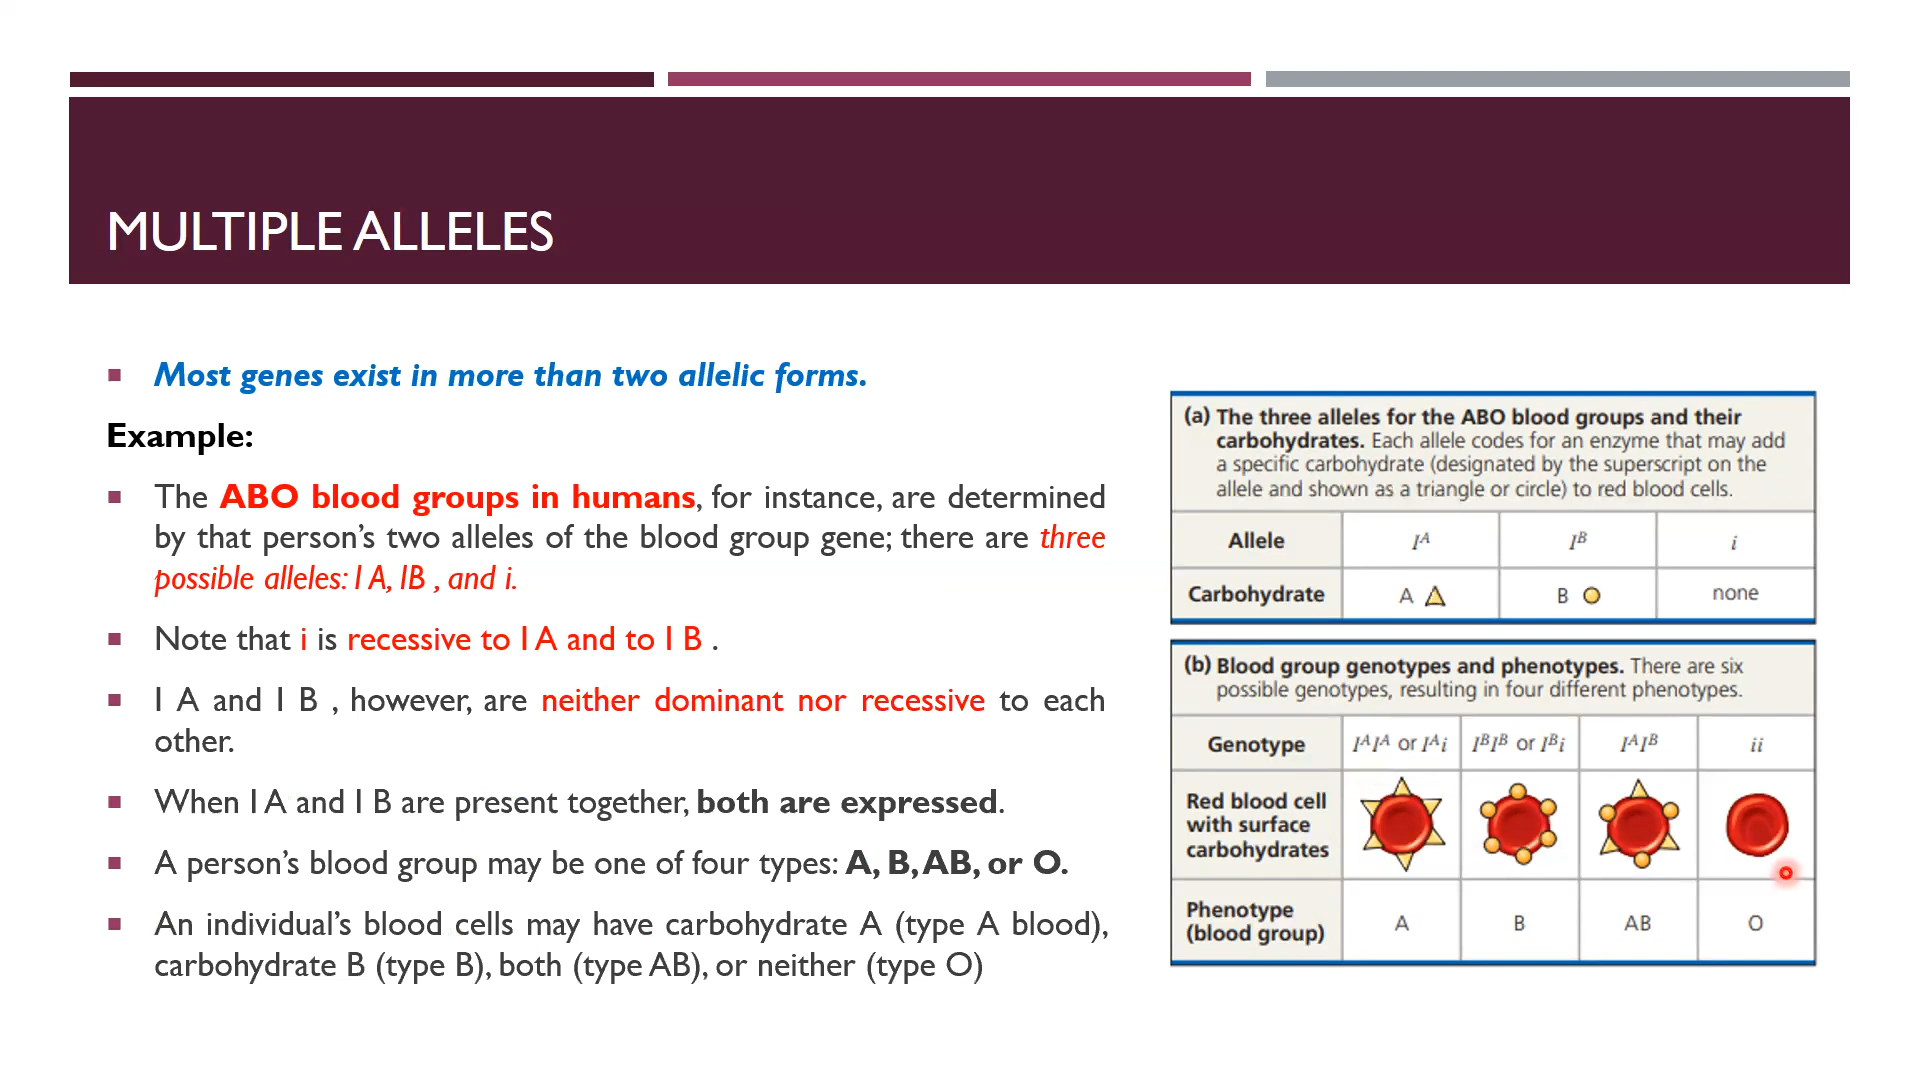 MULTIPLE ALLELES
Most genes exist in more than two allelic forms.
Example:
The ABO blood groups in humans, for instance, are determined
by that person’s two alleles of the blood group gene; there are three
possible alleles: I A, IB , and i.
Note that i is recessive to I A and to I B .
I A and I B , however, are neither dominant nor recessive to each
other.
When I A and I B are present together, both are expressed.
A person’s blood group may be one of four types: A, B, AB, or O.
An individual’s blood cells may have carbohydrate A (type A blood),
carbohydrate B (type B), both (type AB), or neither (type O)
(a) The three alleles for the ABO blood groups and their
carbohydrates. Each allele codes for an enzyme that may add
a specific carbohydrate (designated by the superscript on the
allele and shown as a triangle or circle) to red blood cells.
Allele Iᴬ Iᴮ i
Carbohydrate A B none
(b) Blood group genotypes and phenotypes. There are six
possible genotypes, resulting in four different phenotypes.
Genotype IᴬIᴬ or Iᴬi IᴮIᴮ or Iᴮi IᴬIᴮ ii
Red blood cell
with surface
carbohydrates
Phenotype
(blood group) A B AB O